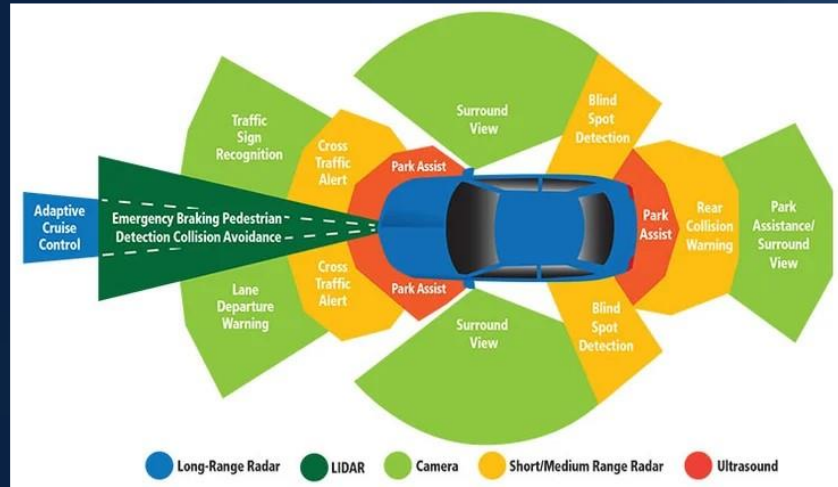 Traffic
Sign
Recognition
Cross
Traffic
Alert
Park Assist
Surround
View
Blind
Spot
Detection
Adaptive
Cruise
Control
Emergency Braking Pedestrian
Detection Collision Avoidance
Park
Assist
Rear
Collision
Warning
Park
Assistance/
Surround
View
Lane
Departure
Warning
Cross
Traffic
Alert
Park Assist
Surround
View
Blind
Spot
Detection
Long-Range Radar
LIDAR
Camera
Short/Medium Range Radar
Ultrasound